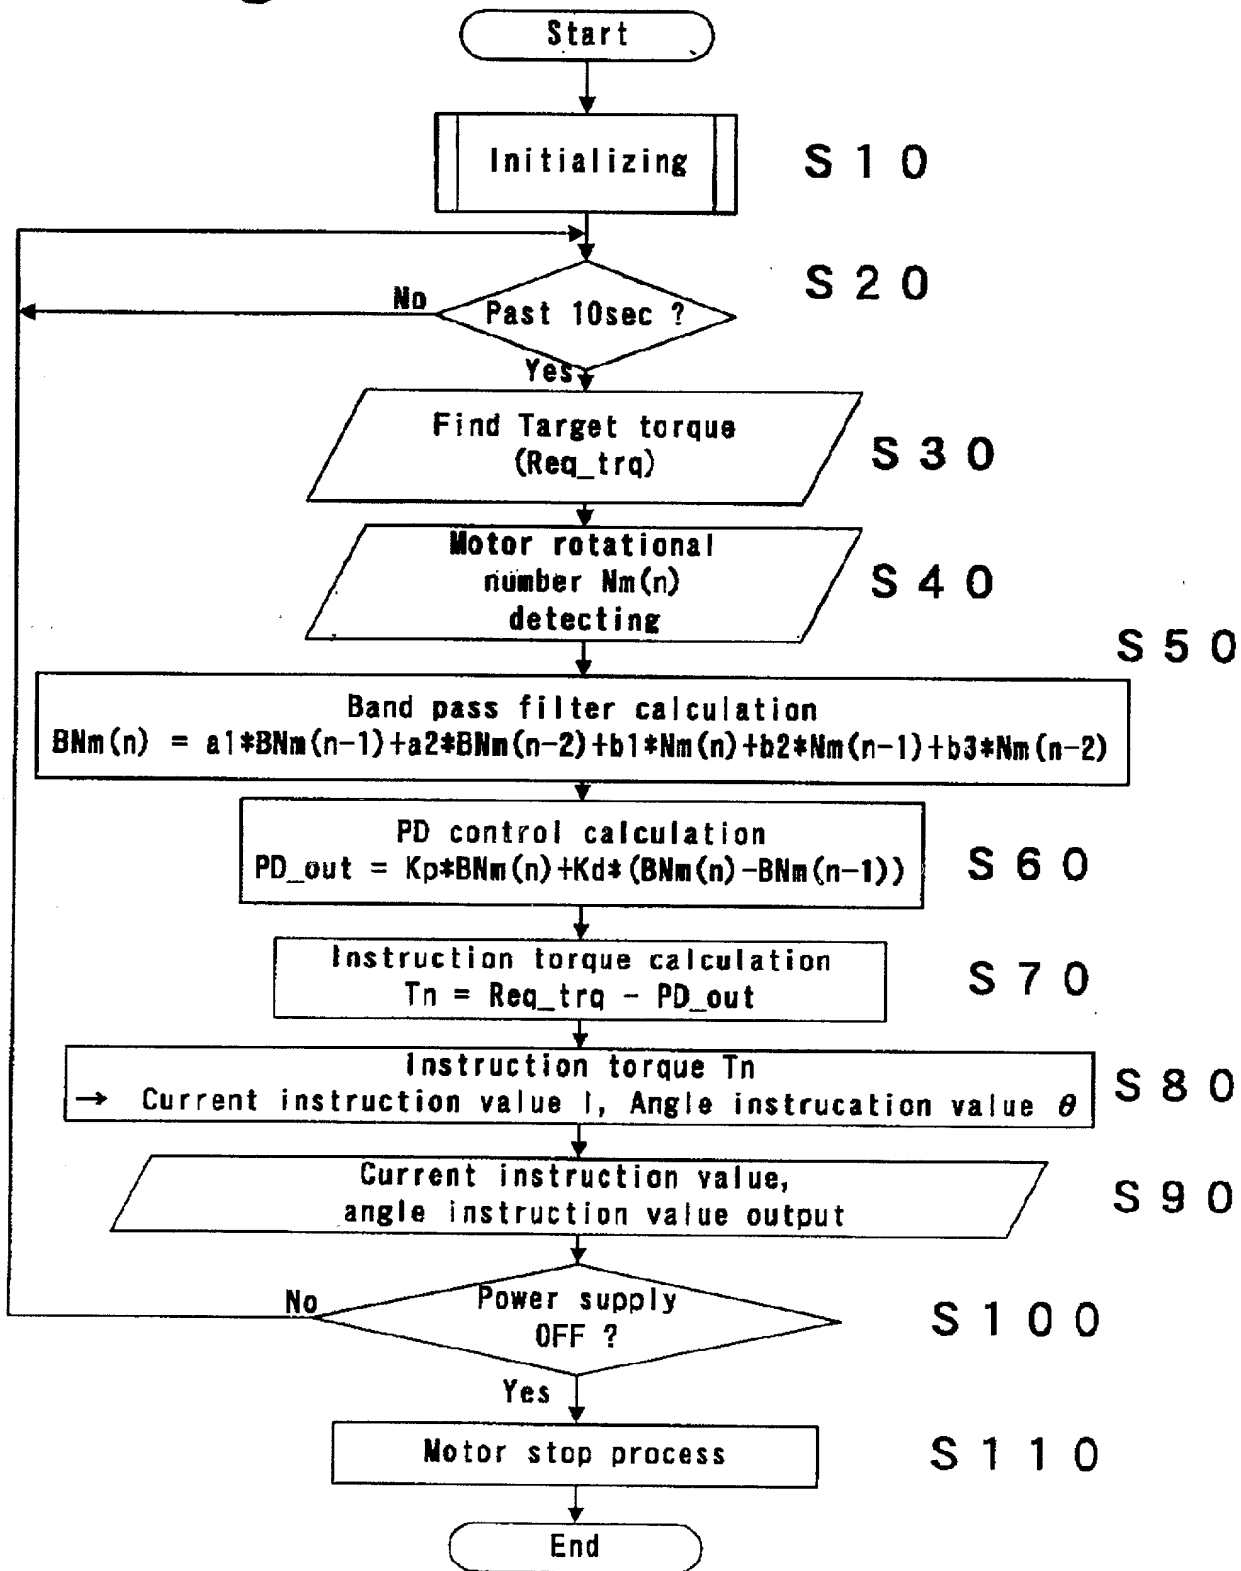 Start
Initializing
S10
S20
No
Past 10sec ?
Yes
Find Target torque
(Req_trq)
S30
Motor rotational
number Nm(n)
detecting
S40
S50
Band pass filter calculation
BNm(n) = a1*BNm(n-1)+a2*BNm(n-2)+b1*Nm(n)+b2*Nm(n-1)+b3*Nm(n-2)
PD control calculation
PD_out = Kp*BNm(n)+Kd*(BNm(n)-BNm(n-1))
S60
Instruction torque calculation
Tn = Req_trq - PD_out
S70
Instruction torque Tn
→ Current instruction value I, Angle instrucation value θ
S80
Current instruction value,
angle instruction value output
S90
No
Power supply
OFF ?
S100
Yes
Motor stop process
S110
End